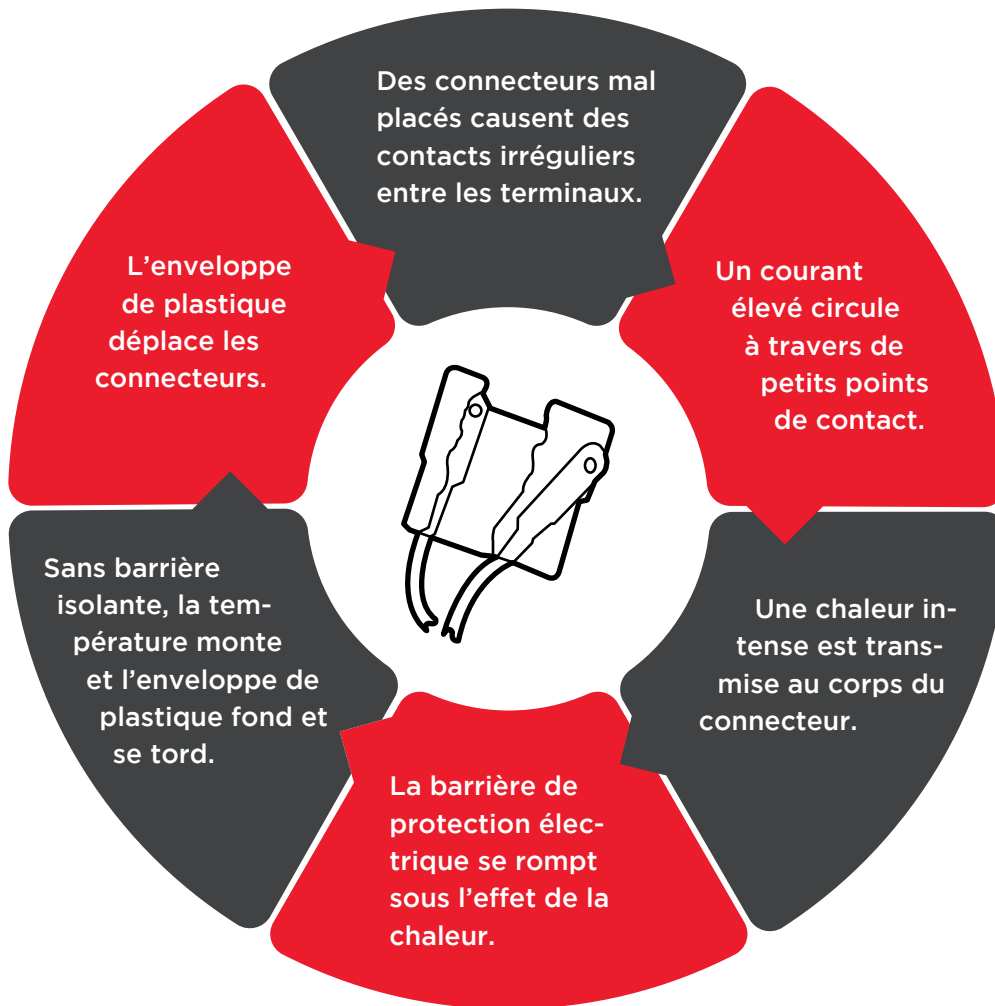 Des connecteurs mal
placés causent des
contacts irréguliers
entre les terminaux.
Un courant
élevé circule
à travers de
petits points
de contact.
Une chaleur in-
tense est trans-
mise au corps du
connecteur.
La barrière de
protection élec-
trique se rompt
sous l’effet de la
chaleur.
Sans barrière
isolante, la tem-
pérature monte
et l’enveloppe de
plastique fond et
se tord.
L’enveloppe
de plastique
déplace les
connecteurs.